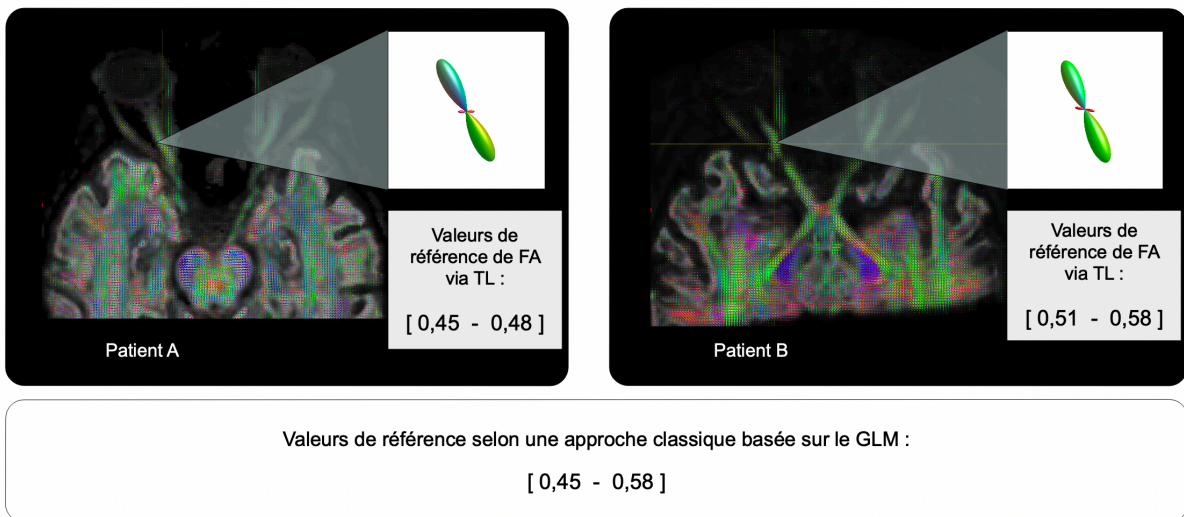 Valeurs de
référence de FA
via TL :
[ 0,45 - 0,48 ]
Patient A
Valeurs de
référence de FA
via TL :
[ 0,51 - 0,58 ]
Patient B
Valeurs de référence selon une approche classique basée sur le GLM :
[ 0,45 - 0,58 ]